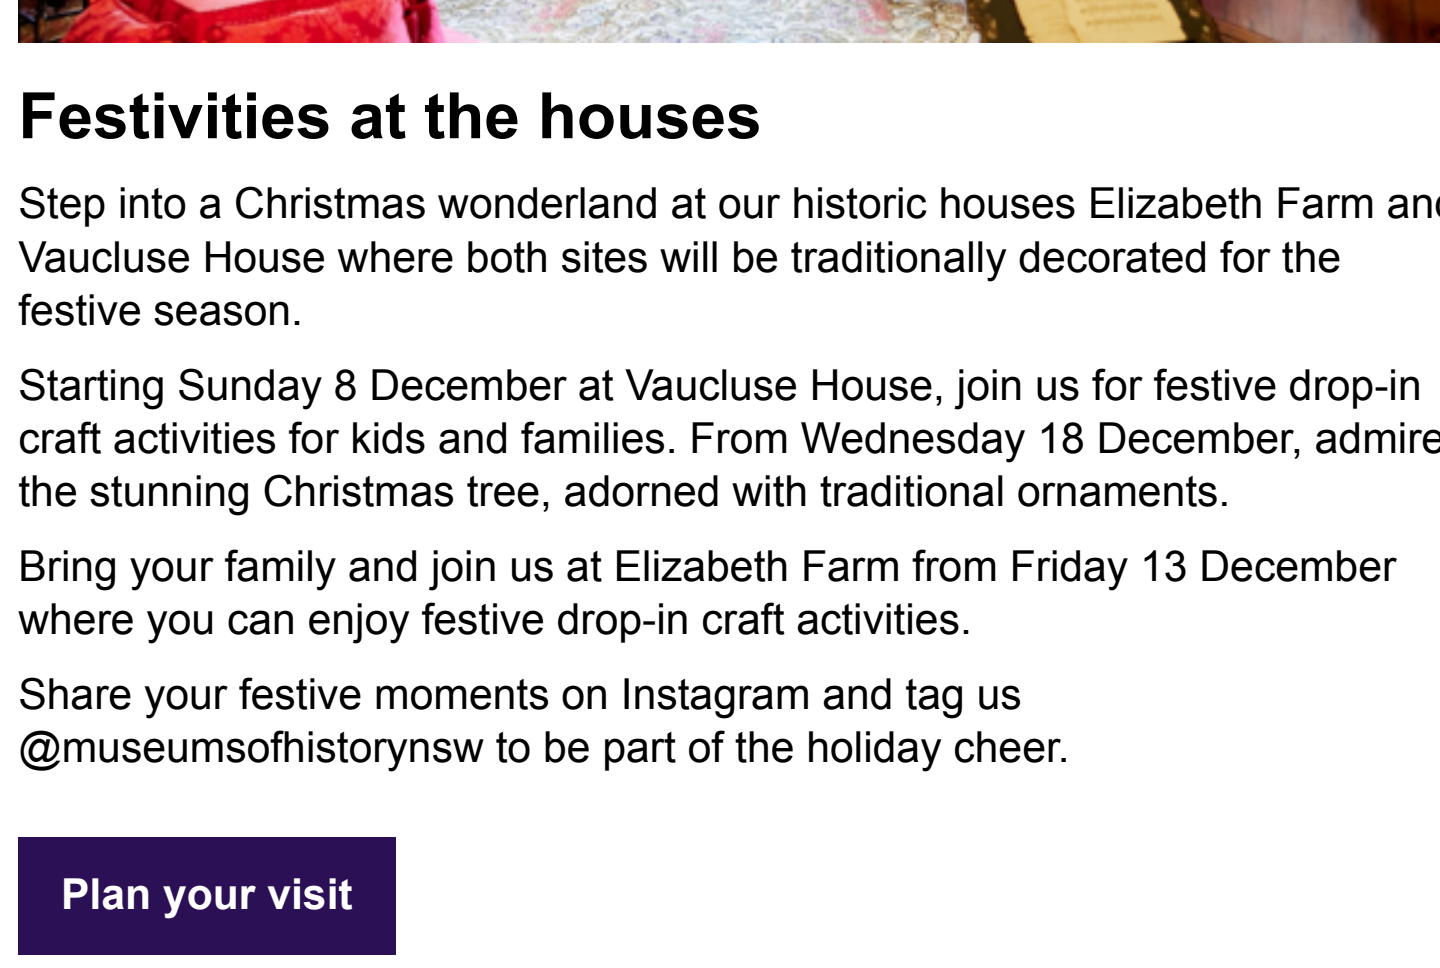 Festivities at the houses
Step into a Christmas wonderland at our historic houses Elizabeth Farm and
Vaucluse House where both sites will be traditionally decorated for the
festive season.
Starting Sunday 8 December at Vaucluse House, join us for festive drop-in
craft activities for kids and families. From Wednesday 18 December, admire
the stunning Christmas tree, adorned with traditional ornaments.
Bring your family and join us at Elizabeth Farm from Friday 13 December
where you can enjoy festive drop-in craft activities.
Share your festive moments on Instagram and tag us
@museumsofhistorynsw to be part of the holiday cheer.
Plan your visit